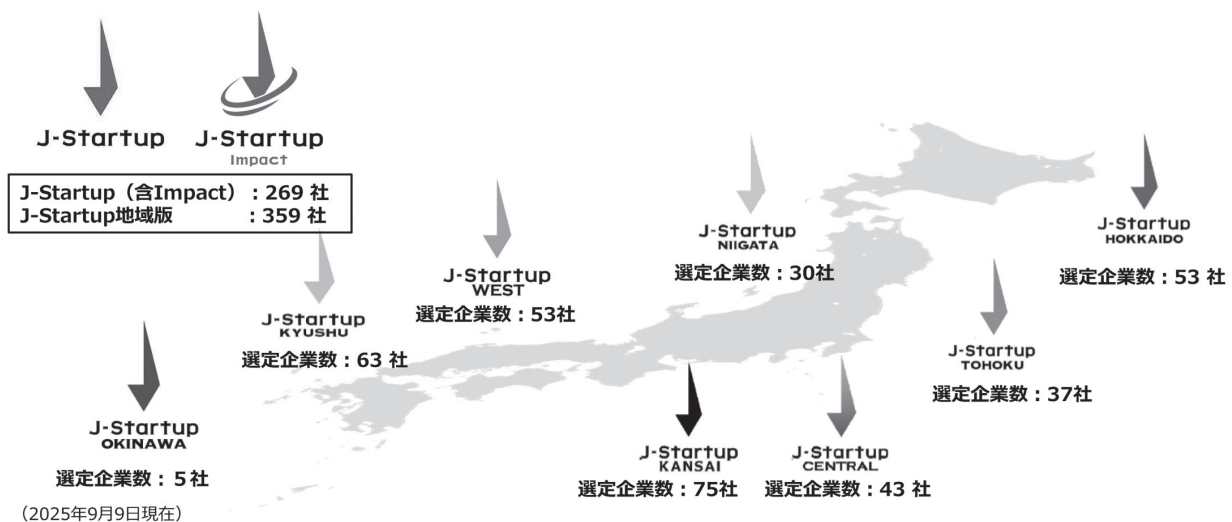 J-Startup
J-Startup
Impact
J-Startup（含Impact）：269 社
J-Startup地域版　　　　：359 社
J-Startup
NIIGATA
選定企業数：30社
J-Startup
HOKKAIDO
選定企業数：53 社
J-Startup
WEST
選定企業数：53社
J-Startup
KYUSHU
選定企業数：63 社
J-Startup
TOHOKU
選定企業数：37社
J-Startup
OKINAWA
選定企業数：5社
J-Startup
KANSAI
選定企業数：75社
J-Startup
CENTRAL
選定企業数：43 社
（2025年9月9日現在）